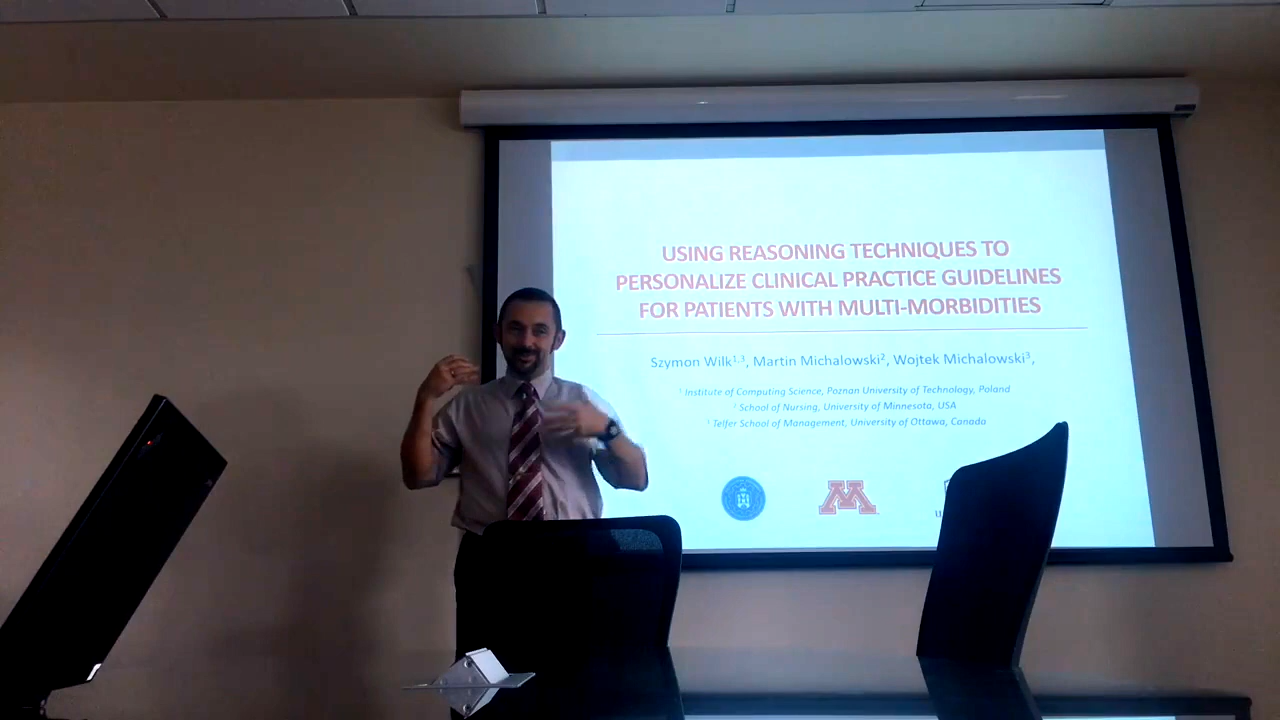 USING REASONING TECHNIQUES TO
PERSONALIZE CLINICAL PRACTICE GUIDELINES
FOR PATIENTS WITH MULTI-MORBIDITIES
Szymon Wilk¹,³, Martin Michalowski², Wojtek Michalowski³,
¹ Institute of Computing Science, Poznan University of Technology, Poland
² School of Nursing, University of Minnesota, USA
³ Telfer School of Management, University of Ottawa, Canada
M